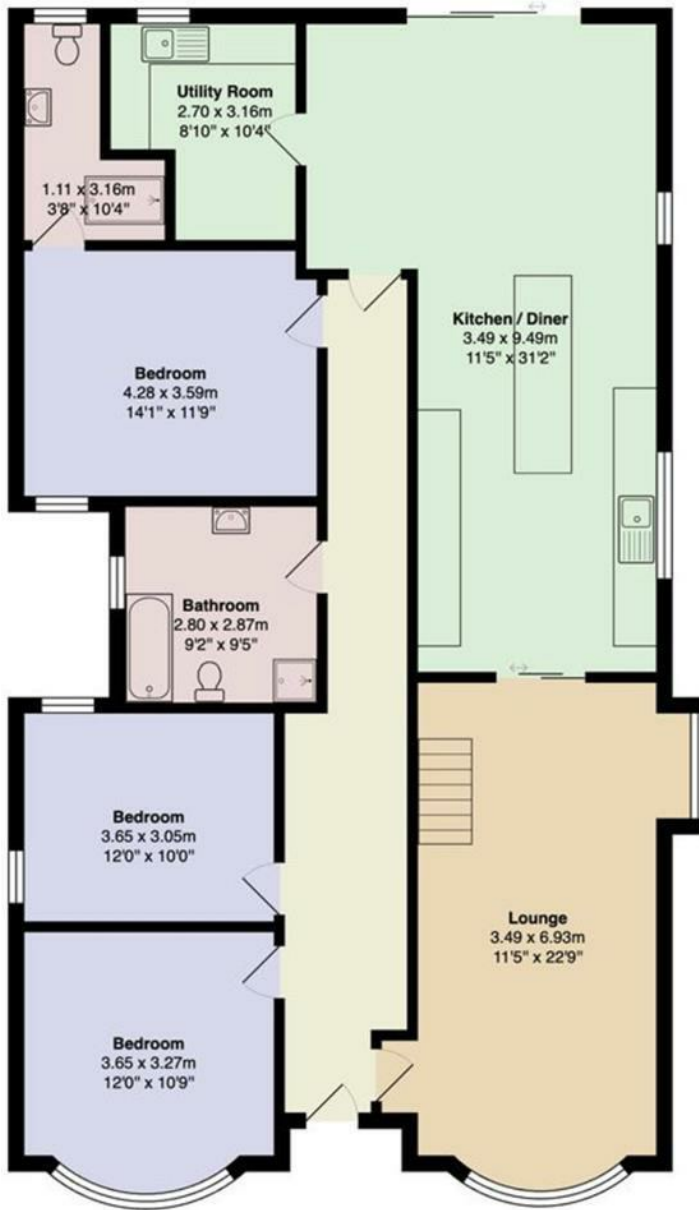 Utility Room
2.70 x 3.16m
8'10" x 10'4"
1.11 x 3.16m
3'8" x 10'4"
Kitchen / Diner
3.49 x 9.49m
11'5" x 31'2"
Bedroom
4.28 x 3.59m
14'1" x 11'9"
Bathroom
2.80 x 2.87m
9'2" x 9'5"
Bedroom
3.65 x 3.05m
12'0" x 10'0"
Lounge
3.49 x 6.93m
11'5" x 22'9"
Bedroom
3.65 x 3.27m
12'0" x 10'9"